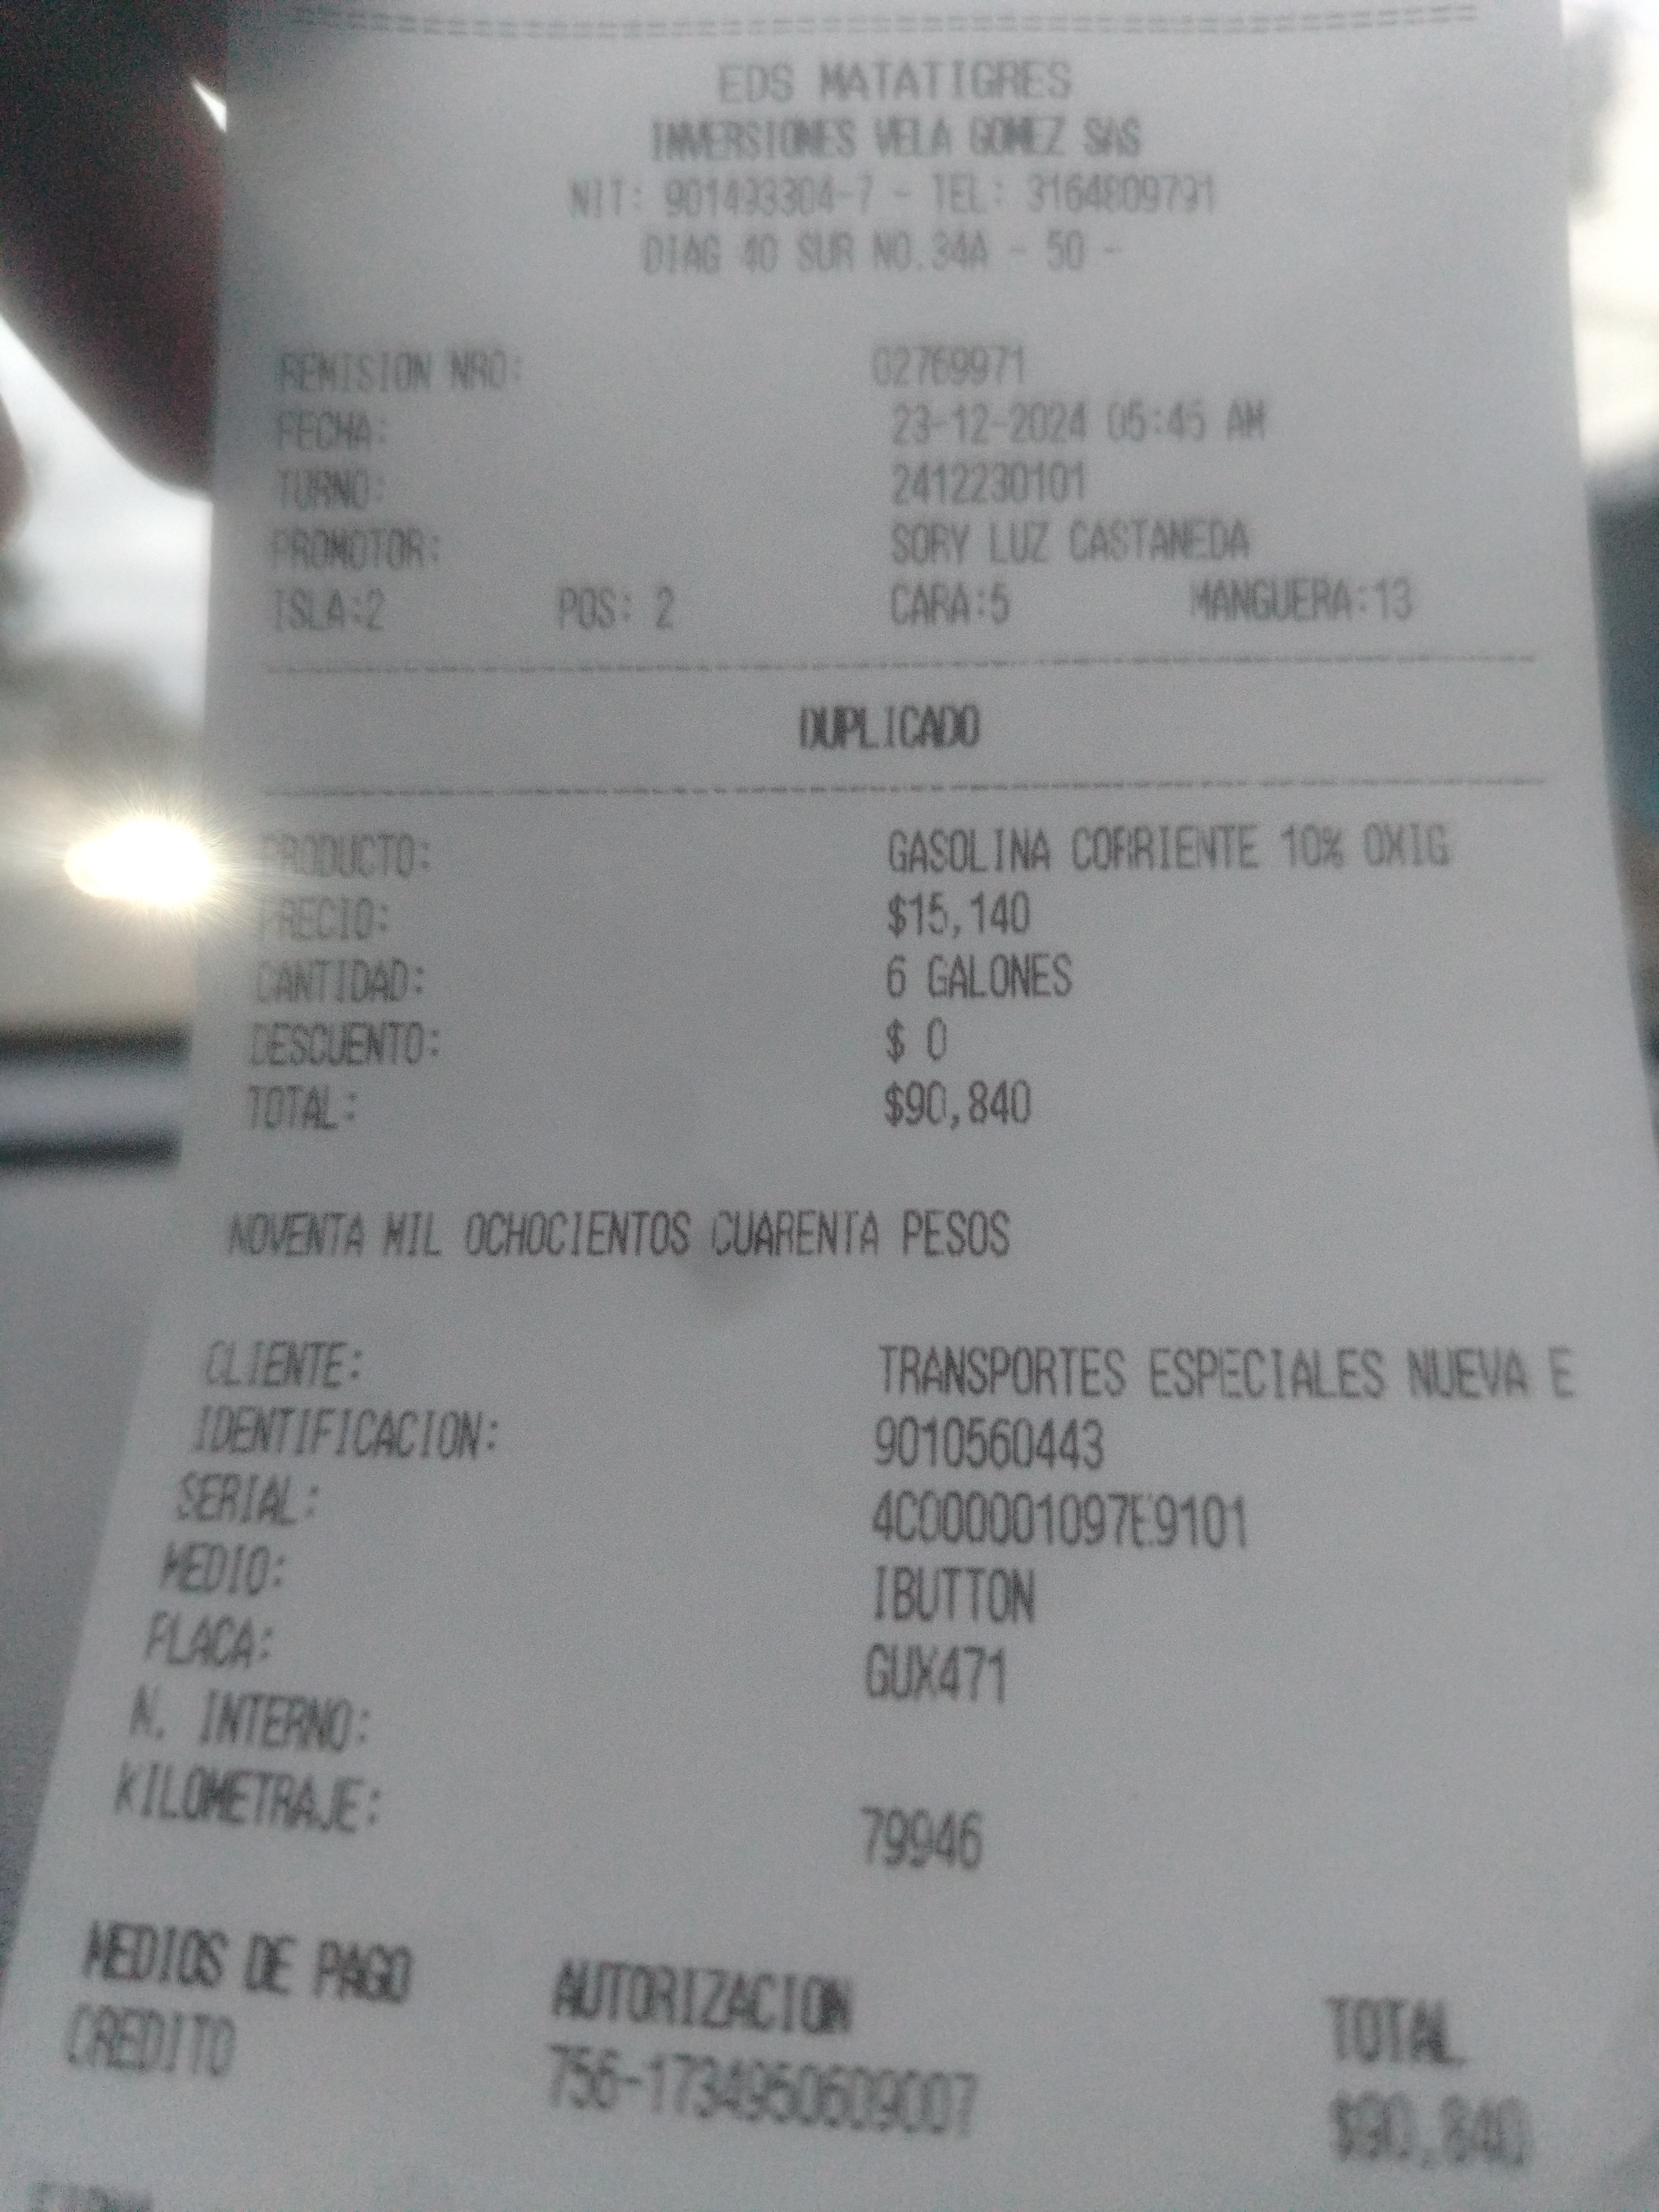 EDS MATATIGRES
INVERSIONES VELA GOMEZ SAS
NIT: 901493304-7 - TEL: 3164809791
DIAG 40 SUR NO.34A - 50 -
REMISION NRO: 02769971
FECHA: 23-12-2024 05:45 AM
TURNO: 2412230101
PROMOTOR: SORY LUZ CASTANEDA
ISLA:2 POS: 2 CARA:5 MANGUERA:13
DUPLICADO
PRODUCTO: GASOLINA CORRIENTE 10% OXIG
PRECIO: $15,140
CANTIDAD: 6 GALONES
DESCUENTO: $ 0
TOTAL: $90,840
NOVENTA MIL OCHOCIENTOS CUARENTA PESOS
CLIENTE: TRANSPORTES ESPECIALES NUEVA E
IDENTIFICACION: 9010560443
SERIAL: 4C000001097E9101
MEDIO: IBUTTON
PLACA: GUX471
N. INTERNO:
KILOMETRAJE: 79946
MEDIOS DE PAGO AUTORIZACION TOTAL
CREDITO 756-1734950609007 $90,840